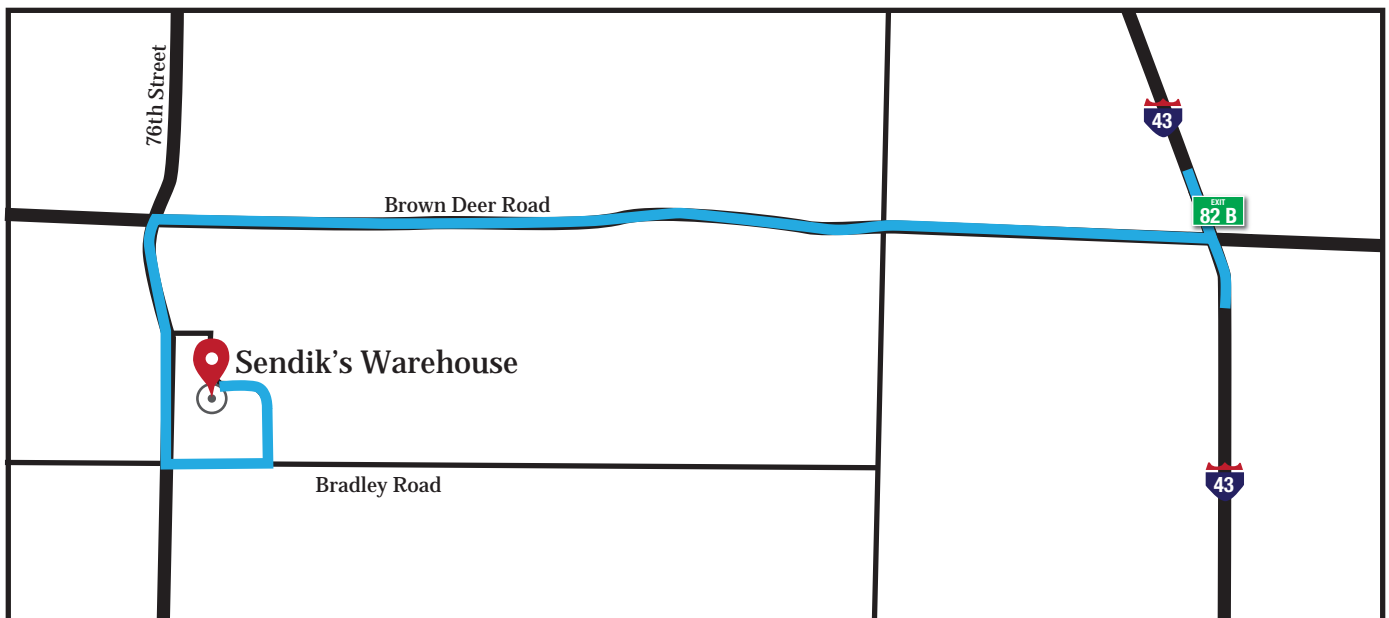 76th Street
43
Brown Deer Road
EXIT
82 B
Sendik’s Warehouse
Bradley Road
43